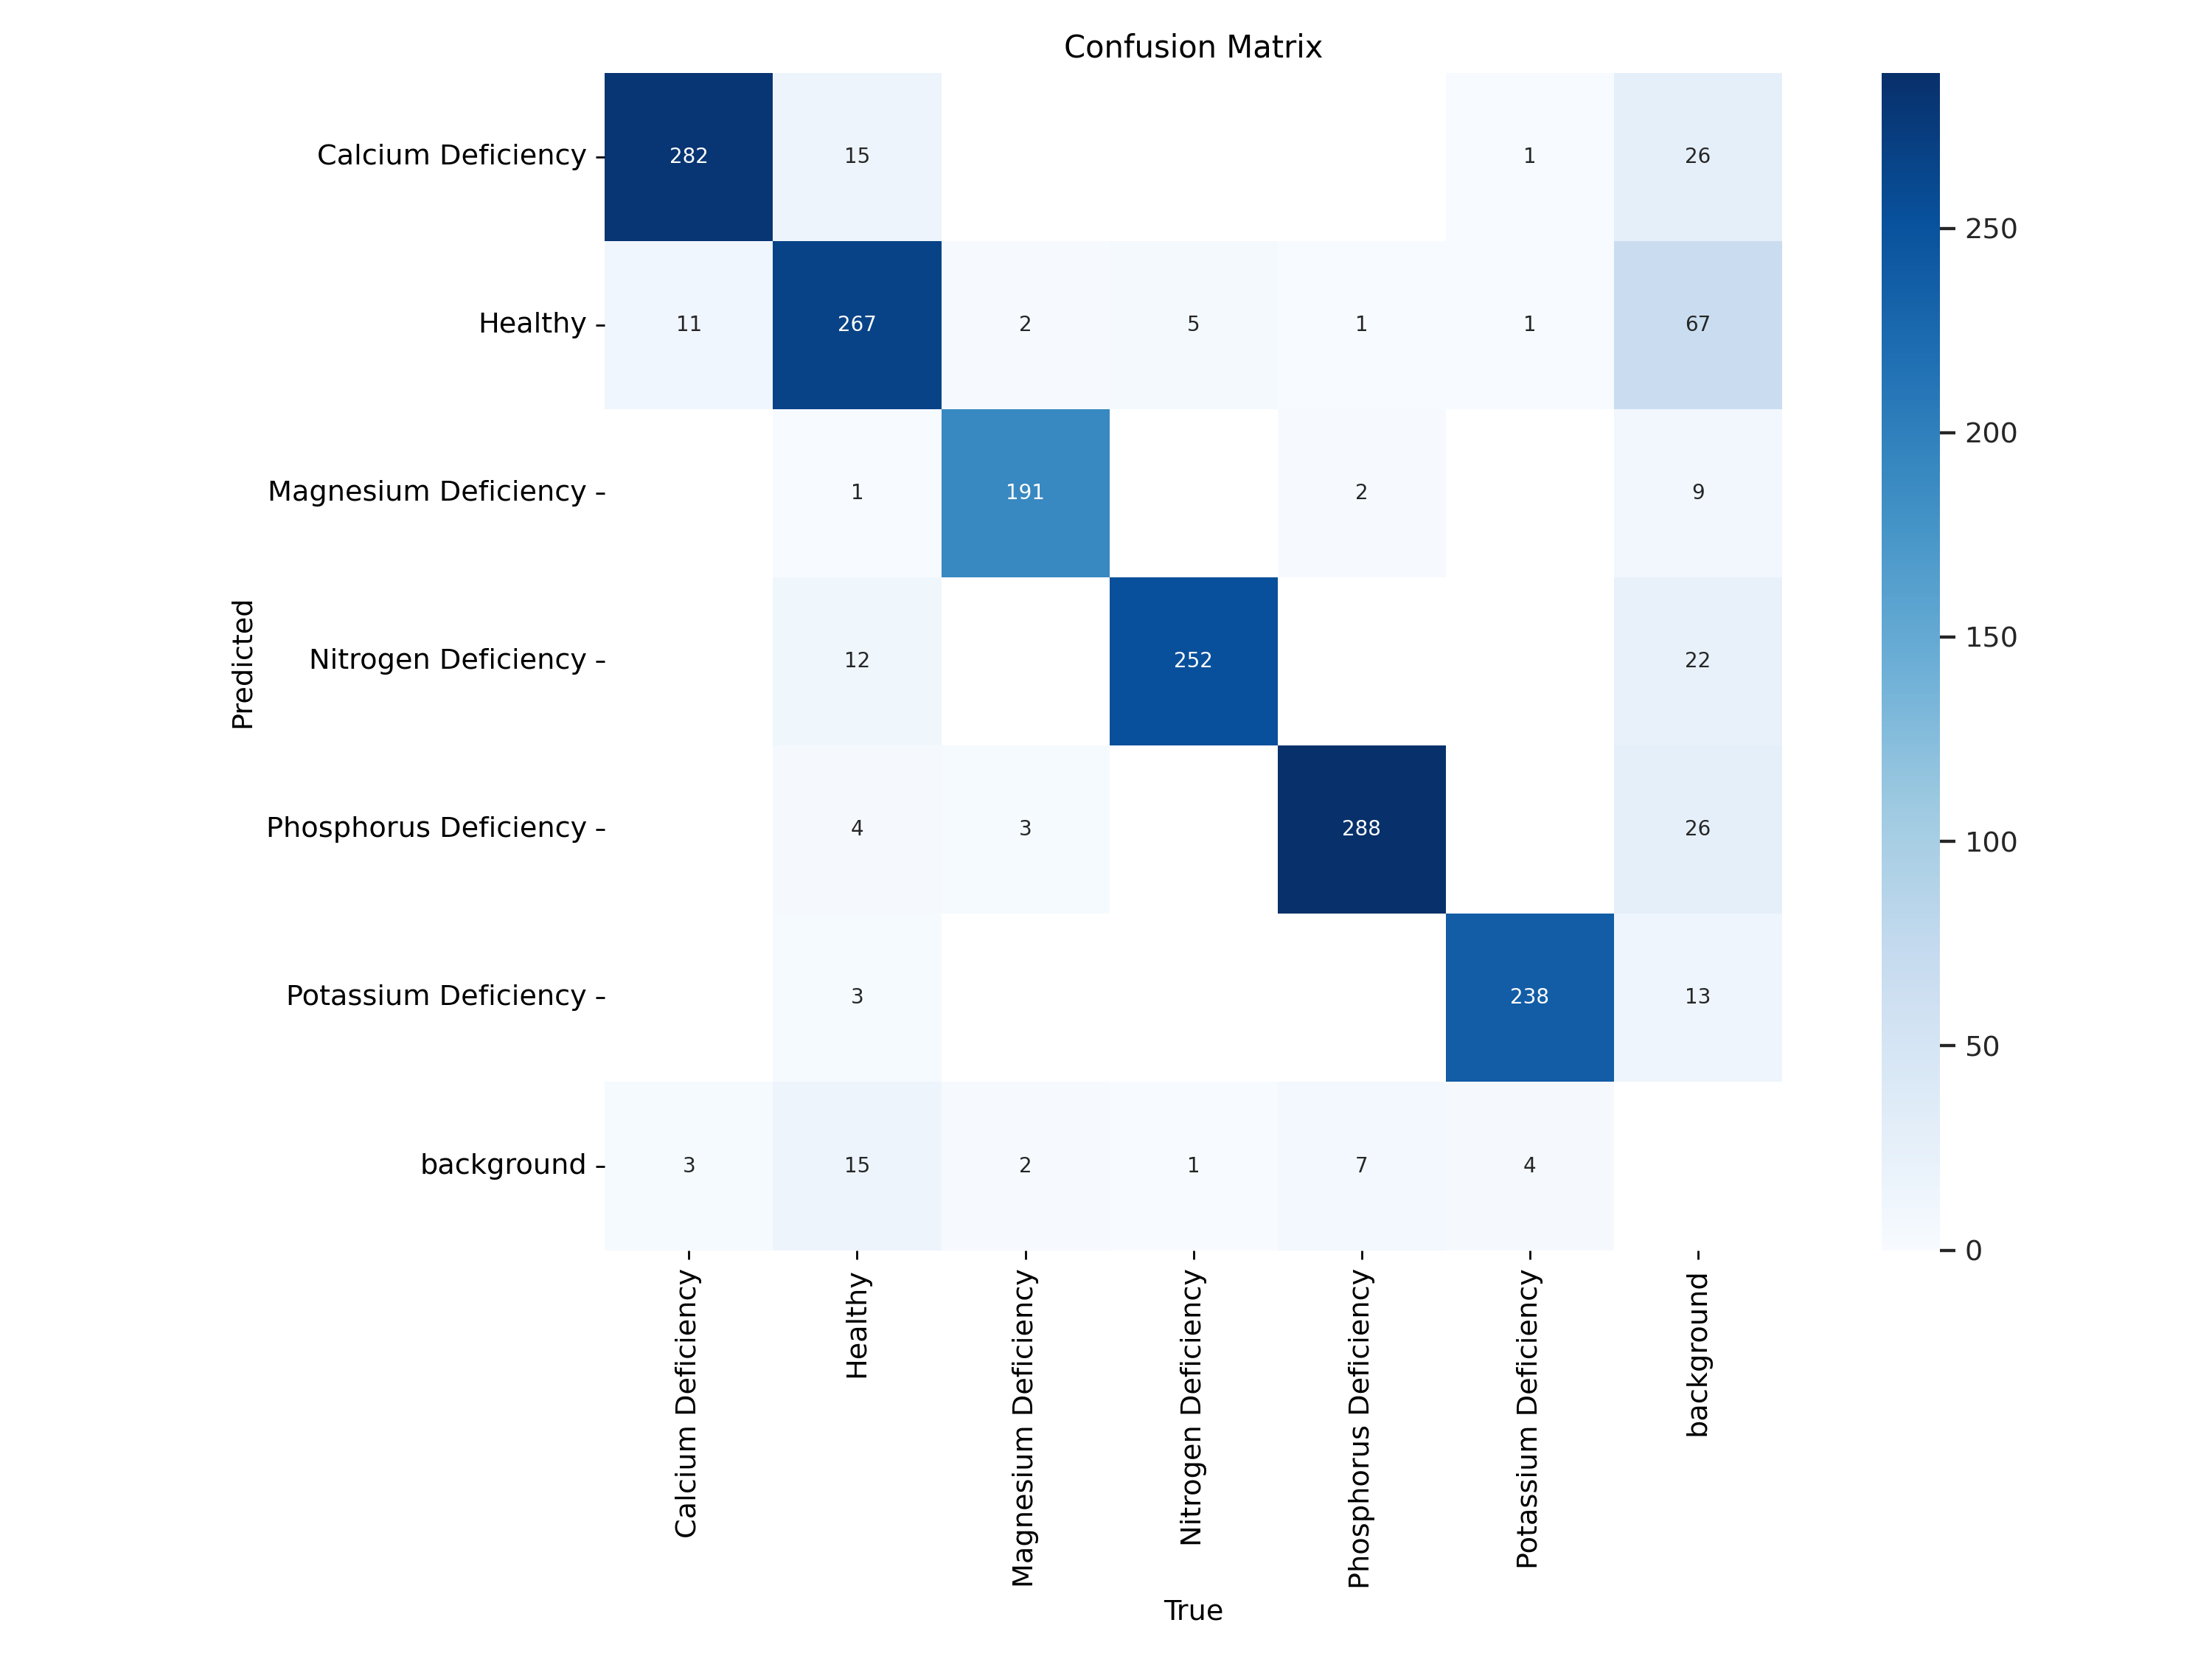 Confusion Matrix
Calcium Deficiency 282 15 1 26
Healthy 11 267 2 5 1 1 67
Magnesium Deficiency 1 191 2 9
Nitrogen Deficiency 12 252 22
Phosphorus Deficiency 4 3 288 26
Potassium Deficiency 3 238 13
background 3 15 2 1 7 4
Predicted
Calcium Deficiency
Healthy
Magnesium Deficiency
Nitrogen Deficiency
Phosphorus Deficiency
Potassium Deficiency
background
True
250
200
150
100
50
0